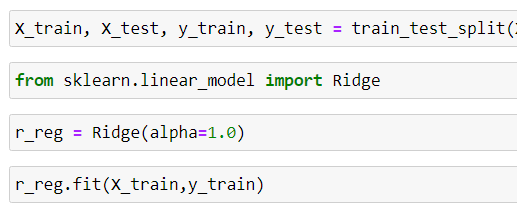 X_train, X_test, y_train, y_test = train_test_split(
from sklearn.linear_model import Ridge
r_reg = Ridge(alpha=1.0)
r_reg.fit(X_train,y_train)